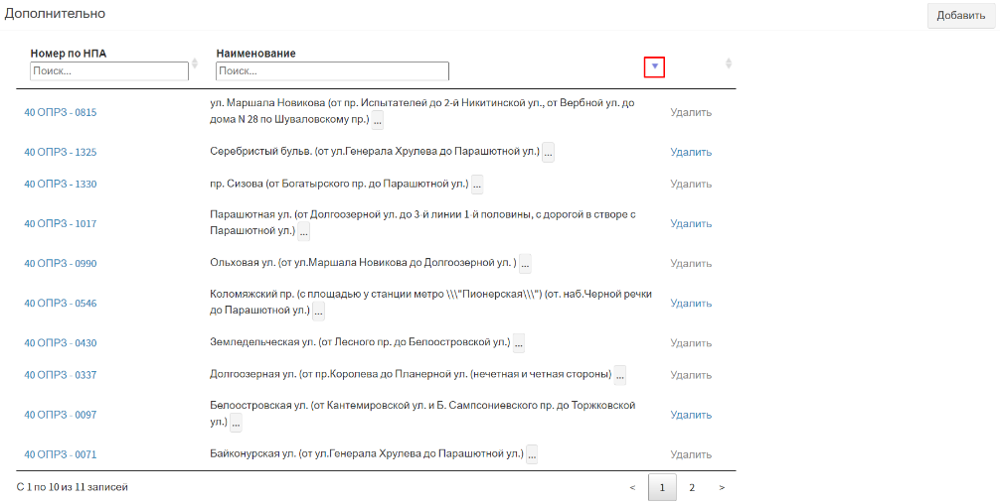 Дополнительно
Добавить
Номер по НПА
Наименование
Поиск...
Поиск...
40 ОПРЗ - 0815
ул. Маршала Новикова (от пр. Испытателей до 2-й Никитинской ул., от Вербной ул. до
дома N 28 по Шуваловскому пр.) ...
Удалить
40 ОПРЗ - 1325
Серебристый бульв. (от ул.Генерала Хрулева до Парашютной ул.) ...
Удалить
40 ОПРЗ - 1330
пр. Сизова (от Богатырского пр. до Парашютной ул.) ...
Удалить
40 ОПРЗ - 1017
Парашютная ул. (от Долгоозерной ул. до 3-й линии 1-й половины, с дорогой в створе с
Парашютной ул.) ...
Удалить
40 ОПРЗ - 0990
Ольховая ул. (от ул.Маршала Новикова до Долгоозерной ул. ) ...
Удалить
40 ОПРЗ - 0546
Коломяжский пр. (с площадью у станции метро \\\"Пионерская\\\") (от. наб.Черной речки
до Парашютной ул.) ...
Удалить
40 ОПРЗ - 0430
Земледельческая ул. (от Лесного пр. до Белоостровской ул.) ...
Удалить
40 ОПРЗ - 0337
Долгоозерная ул. (от пр.Королева до Планерной ул. (нечетная и четная стороны) ...
Удалить
40 ОПРЗ - 0097
Белоостровская ул. (от Кантемировской ул. и Б. Сампсониевского пр. до Торжковской
ул.) ...
Удалить
40 ОПРЗ - 0071
Байконурская ул. (от ул.Генерала Хрулева до Парашютной ул.) ...
Удалить
С 1 по 10 из 11 записей
< 1 2 >